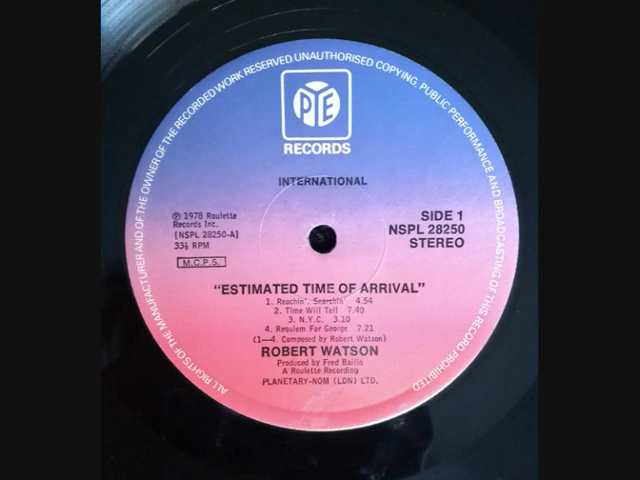 ALL RIGHTS OF THE MANUFACTURER AND OF THE OWNER OF THE RECORDED WORK RESERVED UNAUTHORISED COPYING, PUBLIC PERFORMANCE AND BROADCASTING OF THIS RECORD PROHIBITED
PYE
RECORDS
INTERNATIONAL
℗ 1978 Roulette
Records Inc.
[NSPL 28250-A]
33⅓ RPM
M.C.P.S.
SIDE 1
NSPL 28250
STEREO
"ESTIMATED TIME OF ARRIVAL"
1. Reachin', Searchin' 4.54
2. Time Will Tell 7.40
3. N.Y.C. 3.10
4. Requiem For George 7.21
(1—4. Composed by Robert Watson)
ROBERT WATSON
Produced by Fred Bailin
A Roulette Recording
PLANETARY-NOM (LDN) LTD.